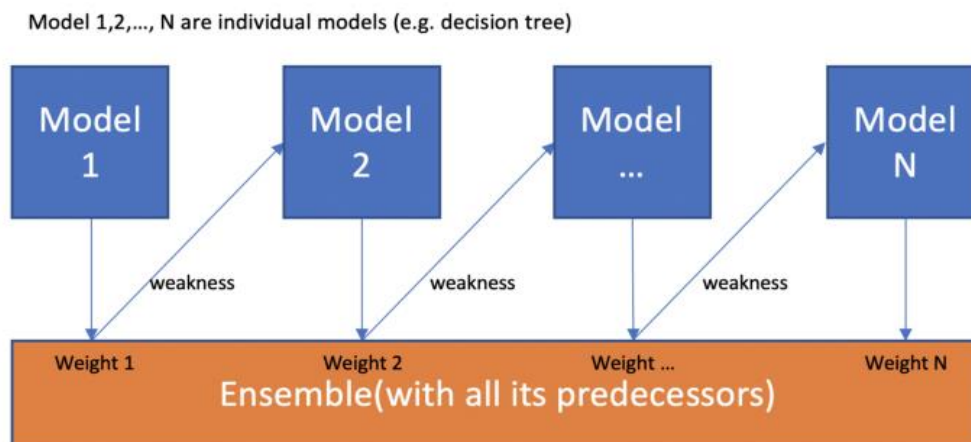 Model 1,2,..., N are individual models (e.g. decision tree)
Model
1
Model
2
Model
...
Model
N
weakness
weakness
weakness
Weight 1
Weight 2
Weight ...
Weight N
Ensemble(with all its predecessors)